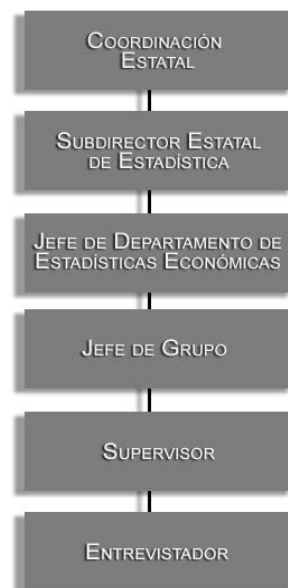 COORDINACIÓN
ESTATAL
SUBDIRECTOR ESTATAL
DE ESTADÍSTICA
JEFE DE DEPARTAMENTO DE
ESTADÍSTICAS ECONÓMICAS
JEFE DE GRUPO
SUPERVISOR
ENTREVISTADOR